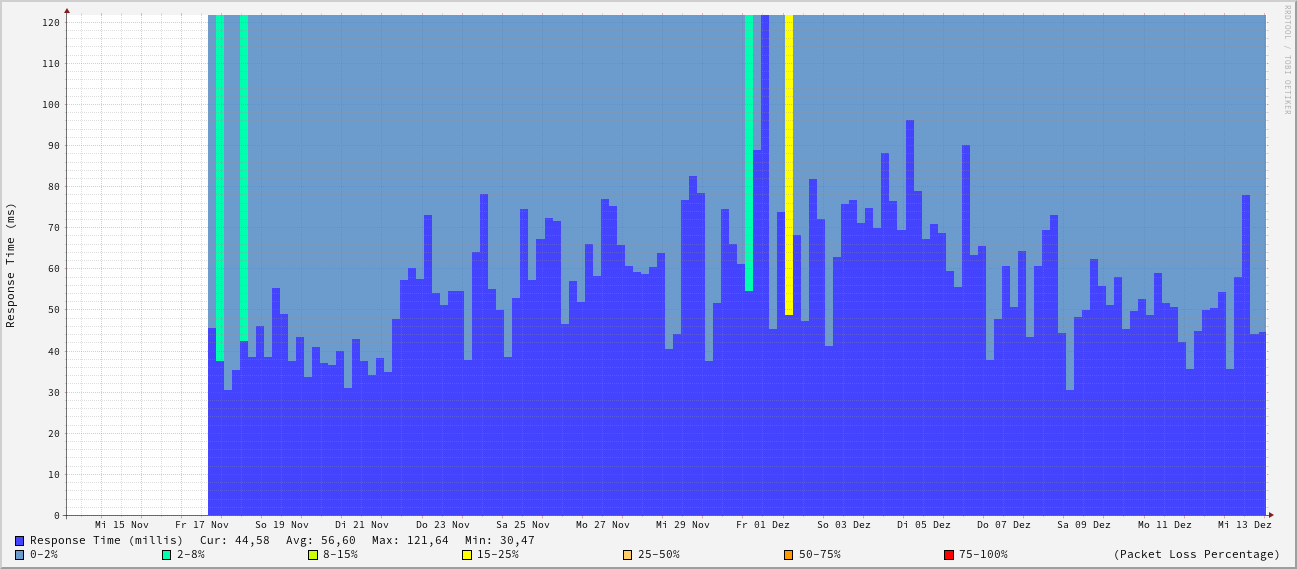 RRDTOOL / TOBI OETIKER
Response Time (ms)
120
110
100
90
80
70
60
50
40
30
20
10
0
Mi 15 Nov Fr 17 Nov So 19 Nov Di 21 Nov Do 23 Nov Sa 25 Nov Mo 27 Nov Mi 29 Nov Fr 01 Dez So 03 Dez Di 05 Dez Do 07 Dez Sa 09 Dez Mo 11 Dez Mi 13 Dez
Response Time (millis) Cur: 44,58 Avg: 56,60 Max: 121,64 Min: 30,47
0-2% 2-8% 8-15% 15-25% 25-50% 50-75% 75-100% (Packet Loss Percentage)